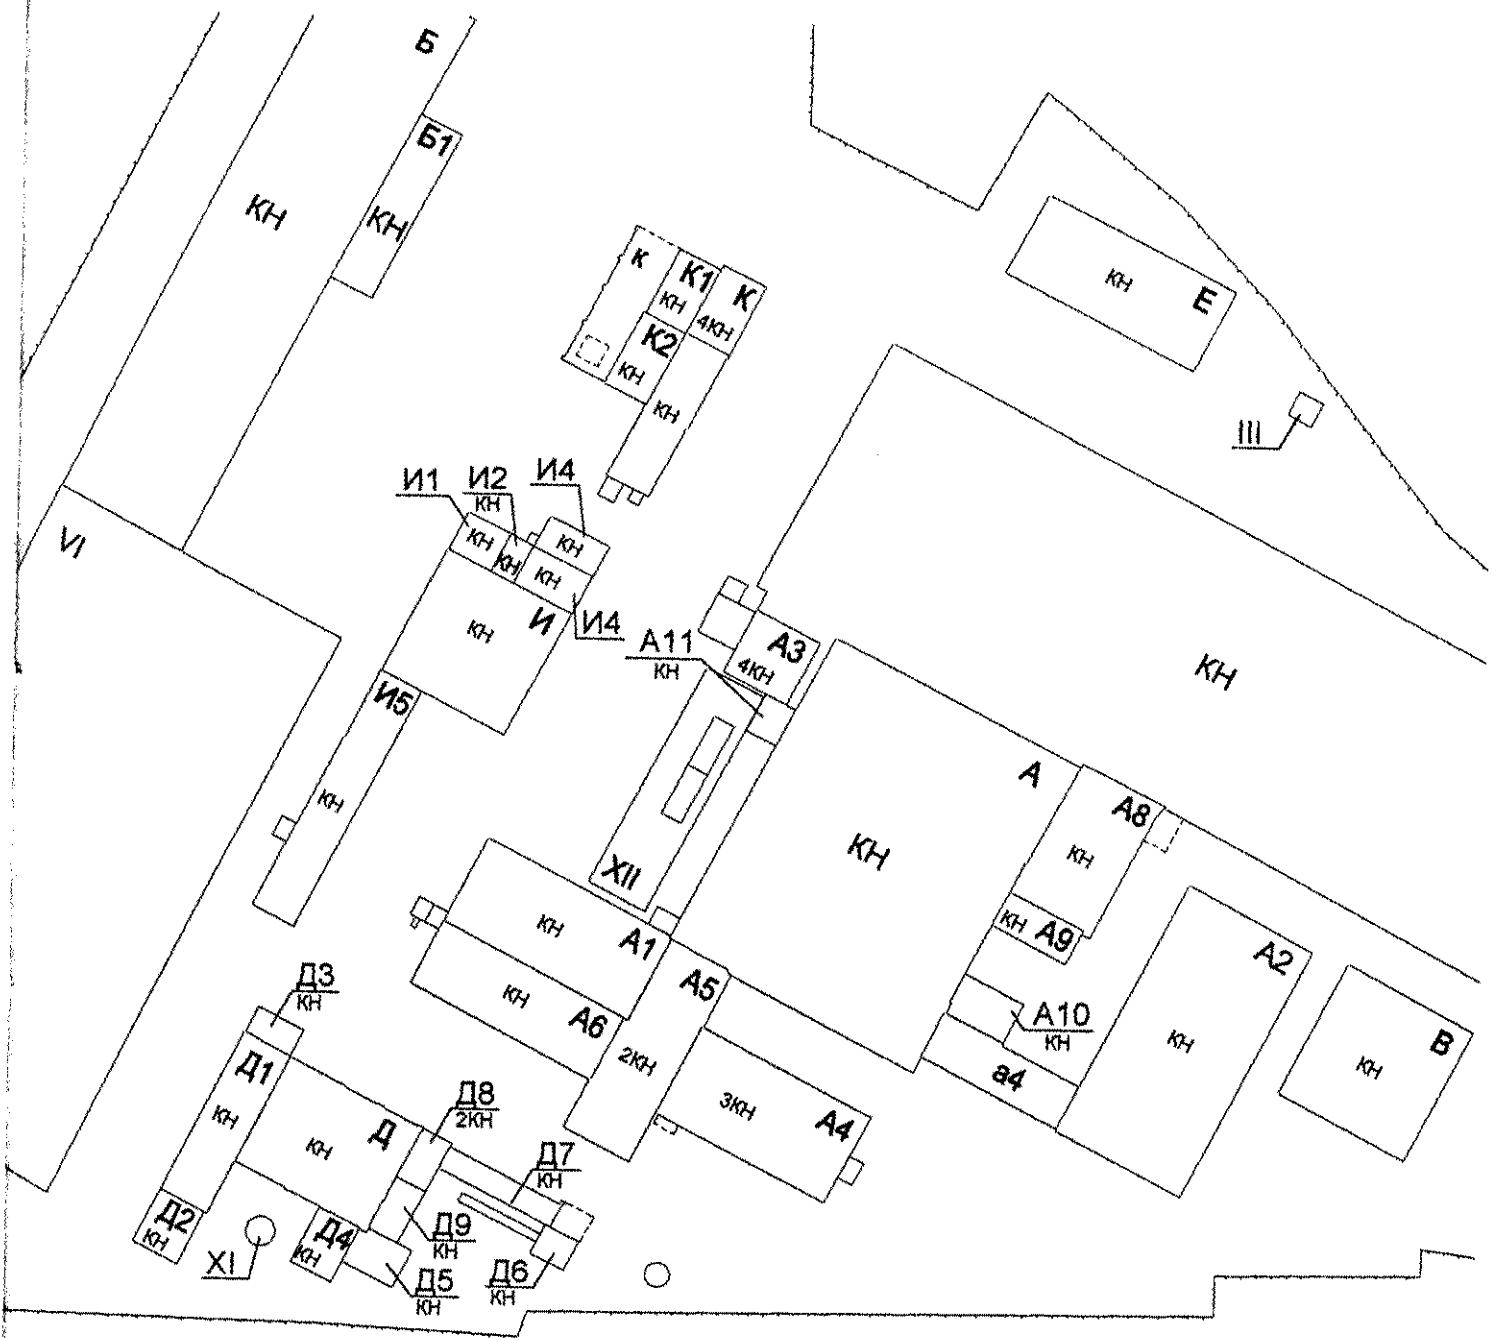 Б
Б1
КН
КН
к
К1
КН
К
4КН
К2
КН
КН
КН
Е
III
VI
И1
И2
КН
И4
КН
КН
КН
КН
И4
КН
И
И5
КН
А11
КН
А3
4КН
КН
А
КН
XII
А8
КН
КН
А9
А2
КН
А10
КН
а4
В
КН
КН
А1
КН
А6
А5
2КН
3КН
А4
Д3
КН
Д1
КН
Д2
КН
КН
Д
Д8
2КН
Д7
КН
Д9
КН
Д4
КН
Д5
КН
Д6
КН
XI